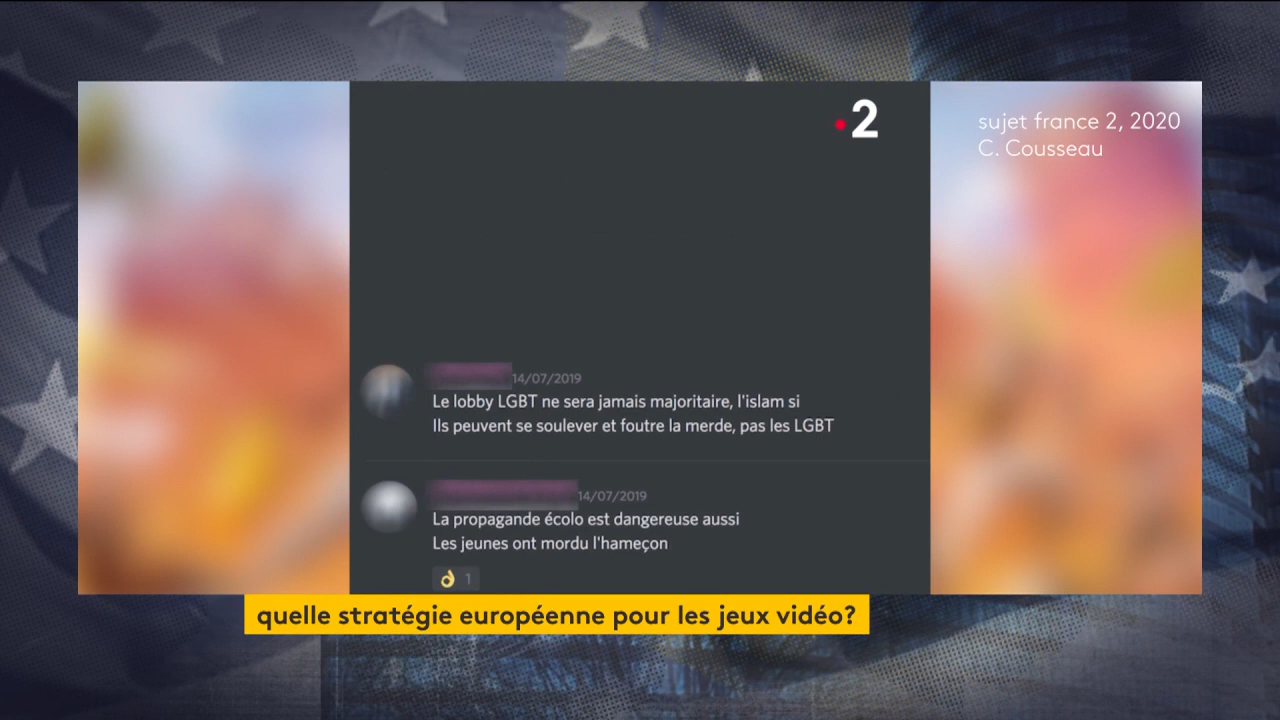 2
sujet france 2, 2020
C. Cousseau
14/07/2019
Le lobby LGBT ne sera jamais majoritaire, l'islam si
Ils peuvent se soulever et foutre la merde, pas les LGBT
14/07/2019
La propagande écolo est dangereuse aussi
Les jeunes ont mordu l'hameçon
👌 1
quelle stratégie européenne pour les jeux vidéo?